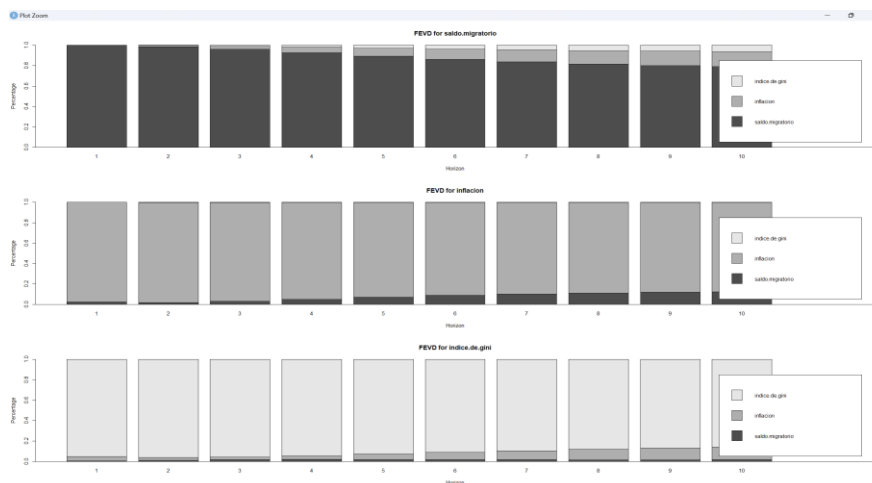 Plot Zoom
FEVD for saldo.migratorio
Percentage
0.0 0.2 0.4 0.6 0.8 1.0
1 2 3 4 5 6 7 8 9 10
Horizon
indice.de.gini
inflacion
saldo.migratorio
FEVD for inflacion
Percentage
0.0 0.2 0.4 0.6 0.8 1.0
1 2 3 4 5 6 7 8 9 10
Horizon
indice.de.gini
inflacion
saldo.migratorio
FEVD for indice.de.gini
Percentage
0.0 0.2 0.4 0.6 0.8 1.0
1 2 3 4 5 6 7 8 9 10
Horizon
indice.de.gini
inflacion
saldo.migratorio